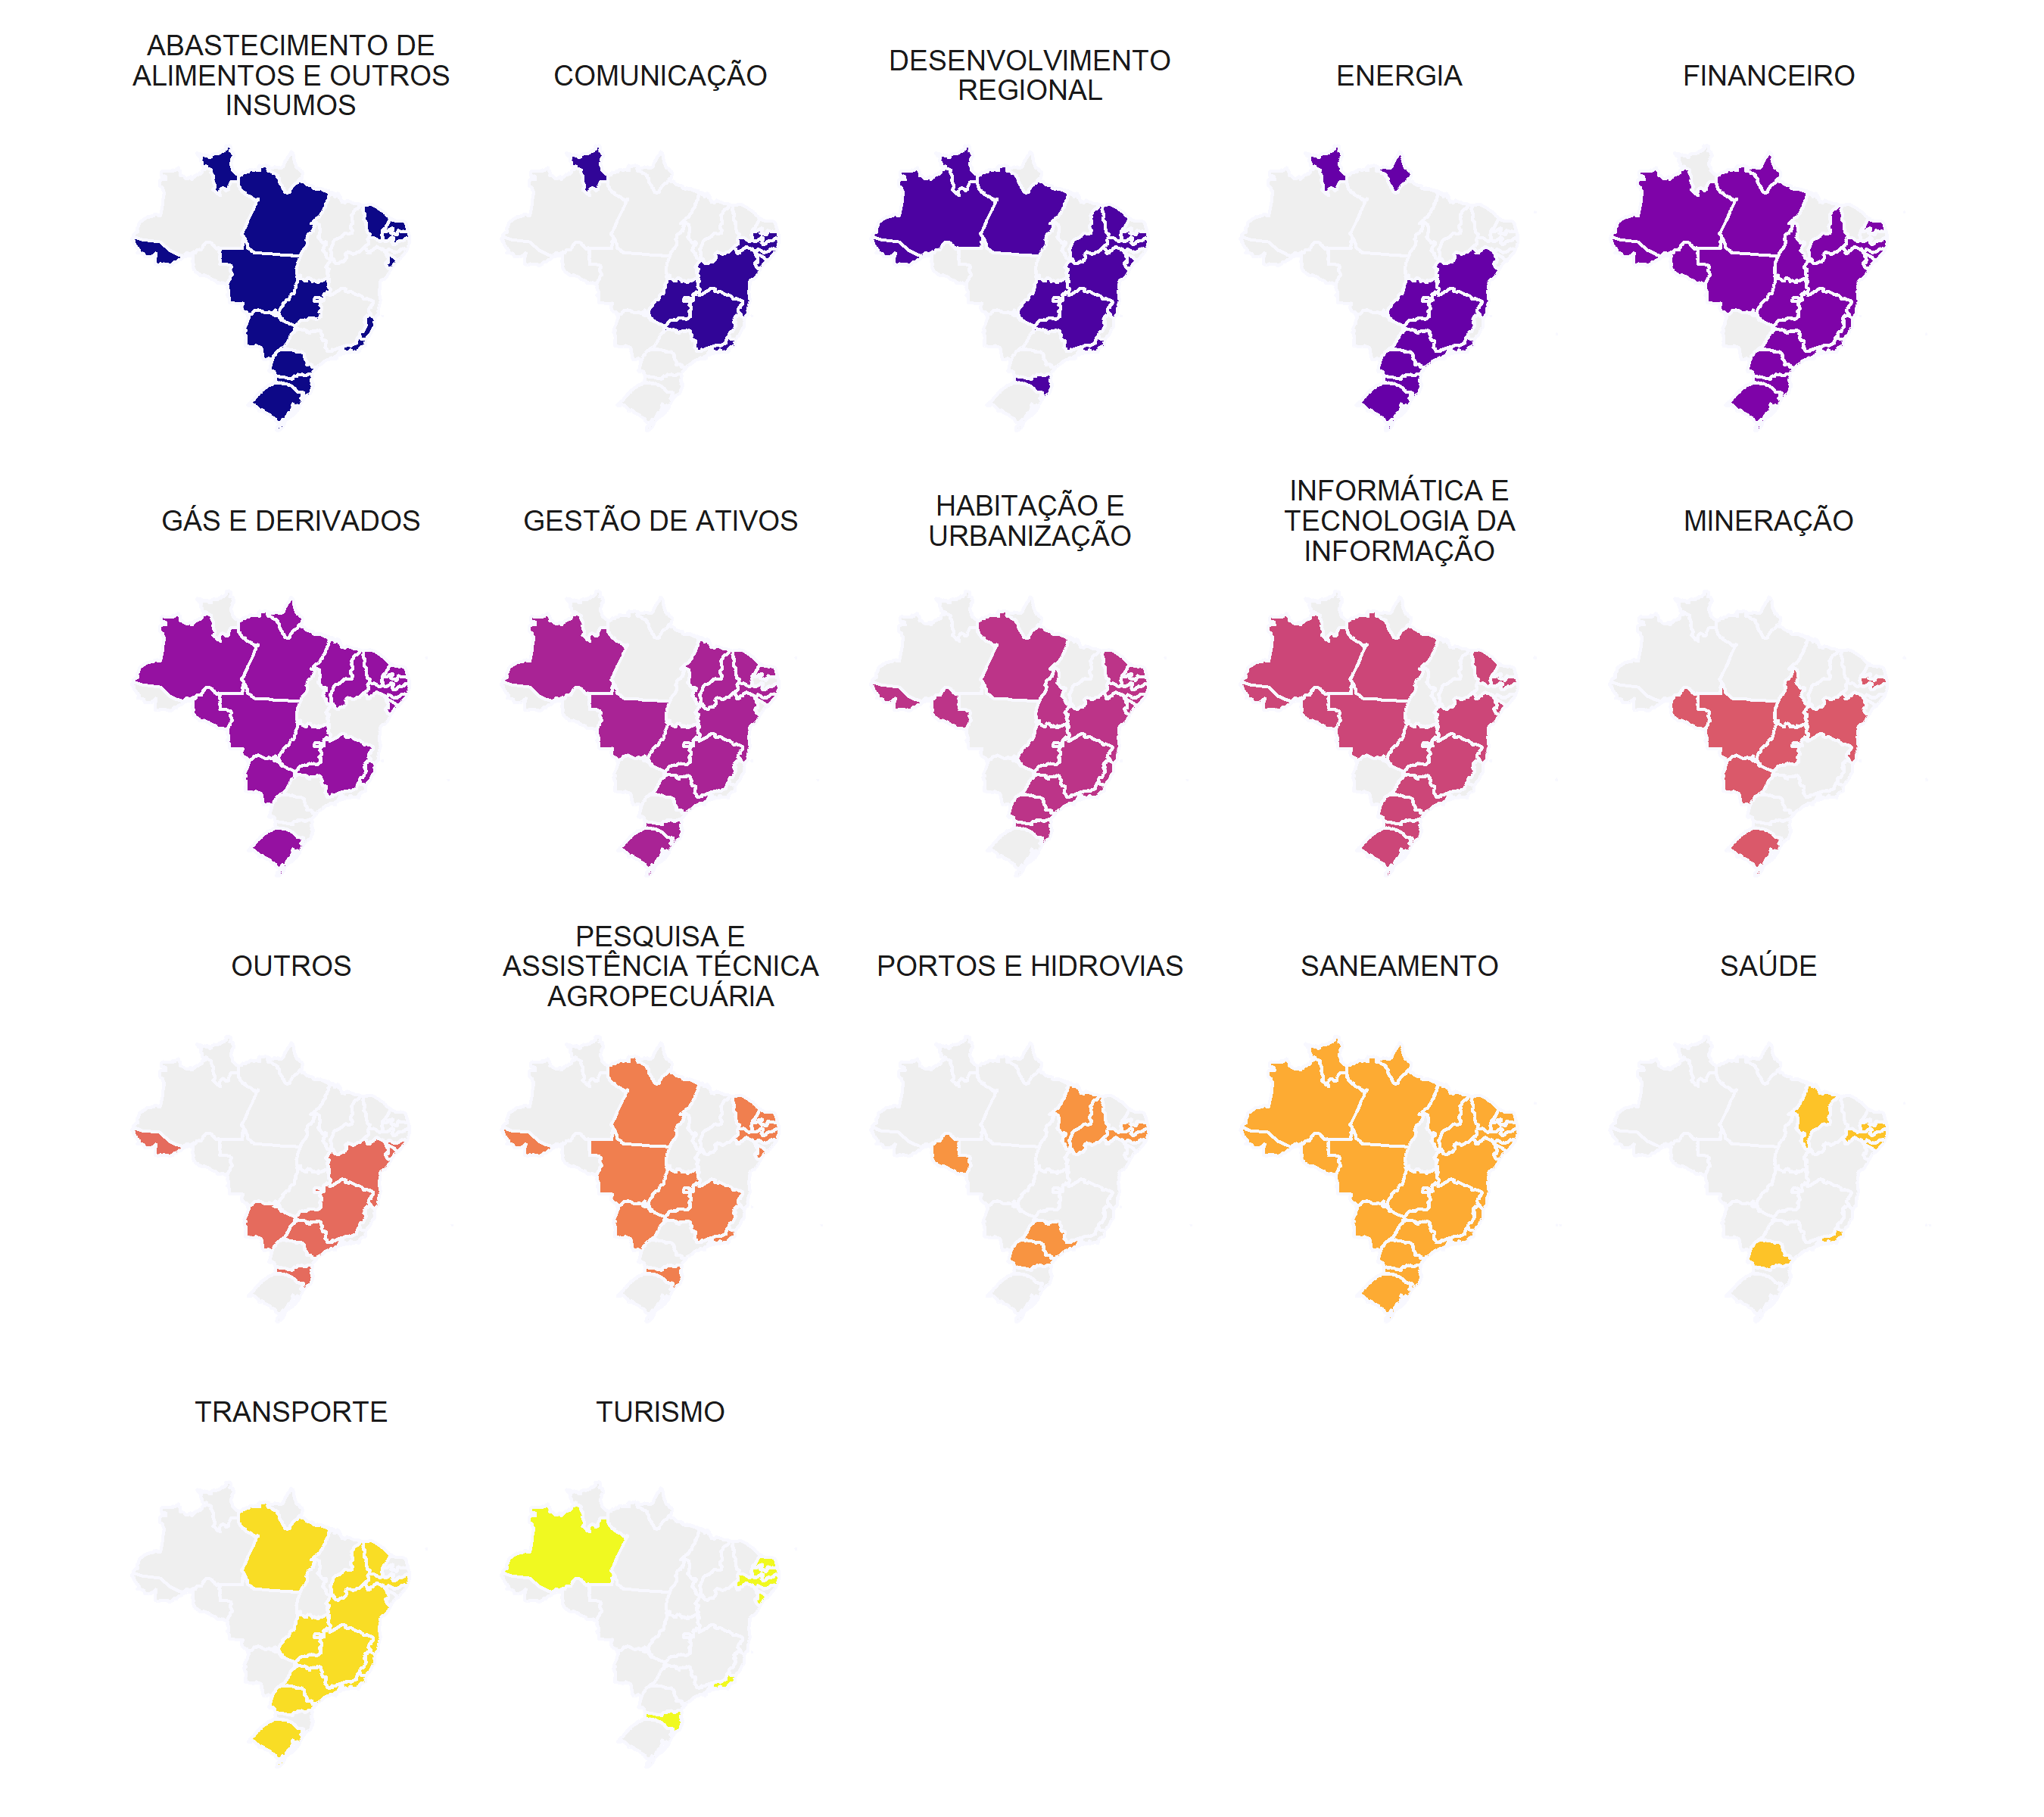 ABASTECIMENTO DE
ALIMENTOS E OUTROS
INSUMOS
COMUNICAÇÃO
DESENVOLVIMENTO
REGIONAL
ENERGIA
FINANCEIRO
GÁS E DERIVADOS
GESTÃO DE ATIVOS
HABITAÇÃO E
URBANIZAÇÃO
INFORMÁTICA E
TECNOLOGIA DA
INFORMAÇÃO
MINERAÇÃO
OUTROS
PESQUISA E
ASSISTÊNCIA TÉCNICA
AGROPECUÁRIA
PORTOS E HIDROVIAS
SANEAMENTO
SAÚDE
TRANSPORTE
TURISMO